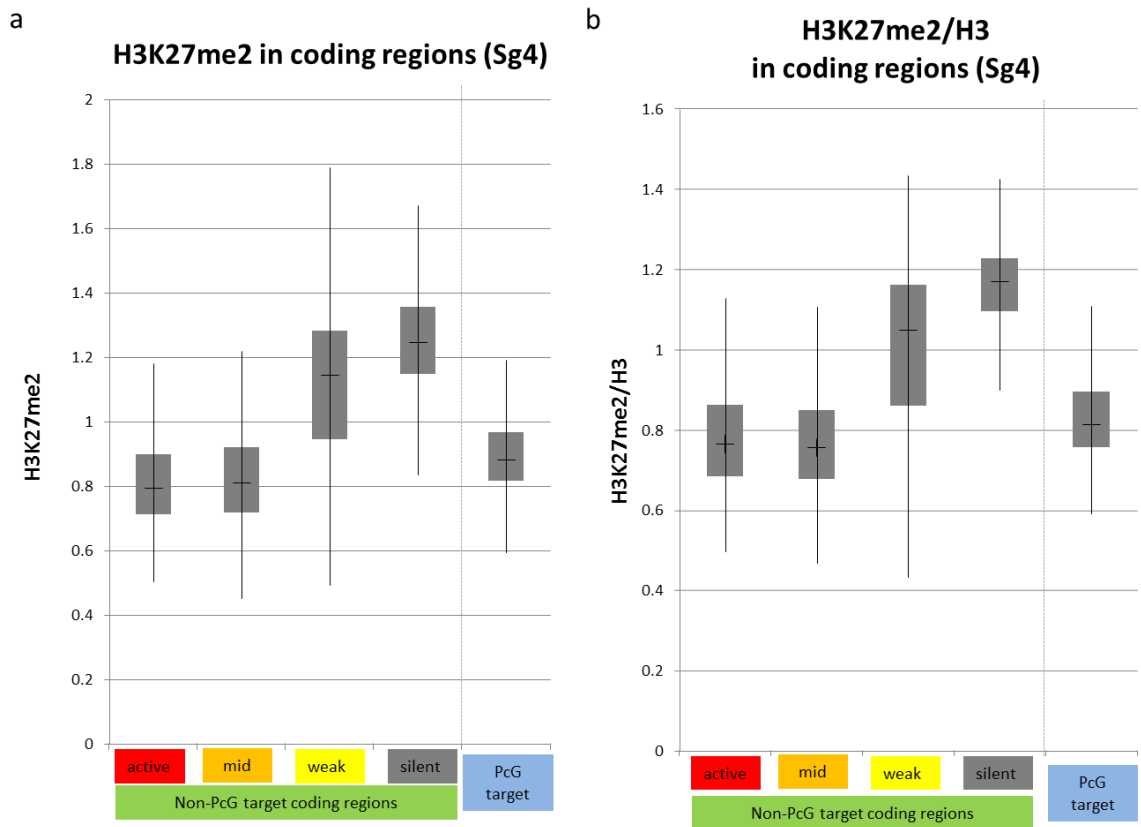 a
H3K27me2 in coding regions (Sg4)
2
1.8
1.6
1.4
1.2
1
0.8
0.6
0.4
0.2
0
H3K27me2
active
mid
weak
silent
PcG
target
Non-PcG target coding regions
b
H3K27me2/H3
in coding regions (Sg4)
1.6
1.4
1.2
1
0.8
0.6
0.4
0.2
0
H3K27me2/H3
active
mid
weak
silent
PcG
target
Non-PcG target coding regions